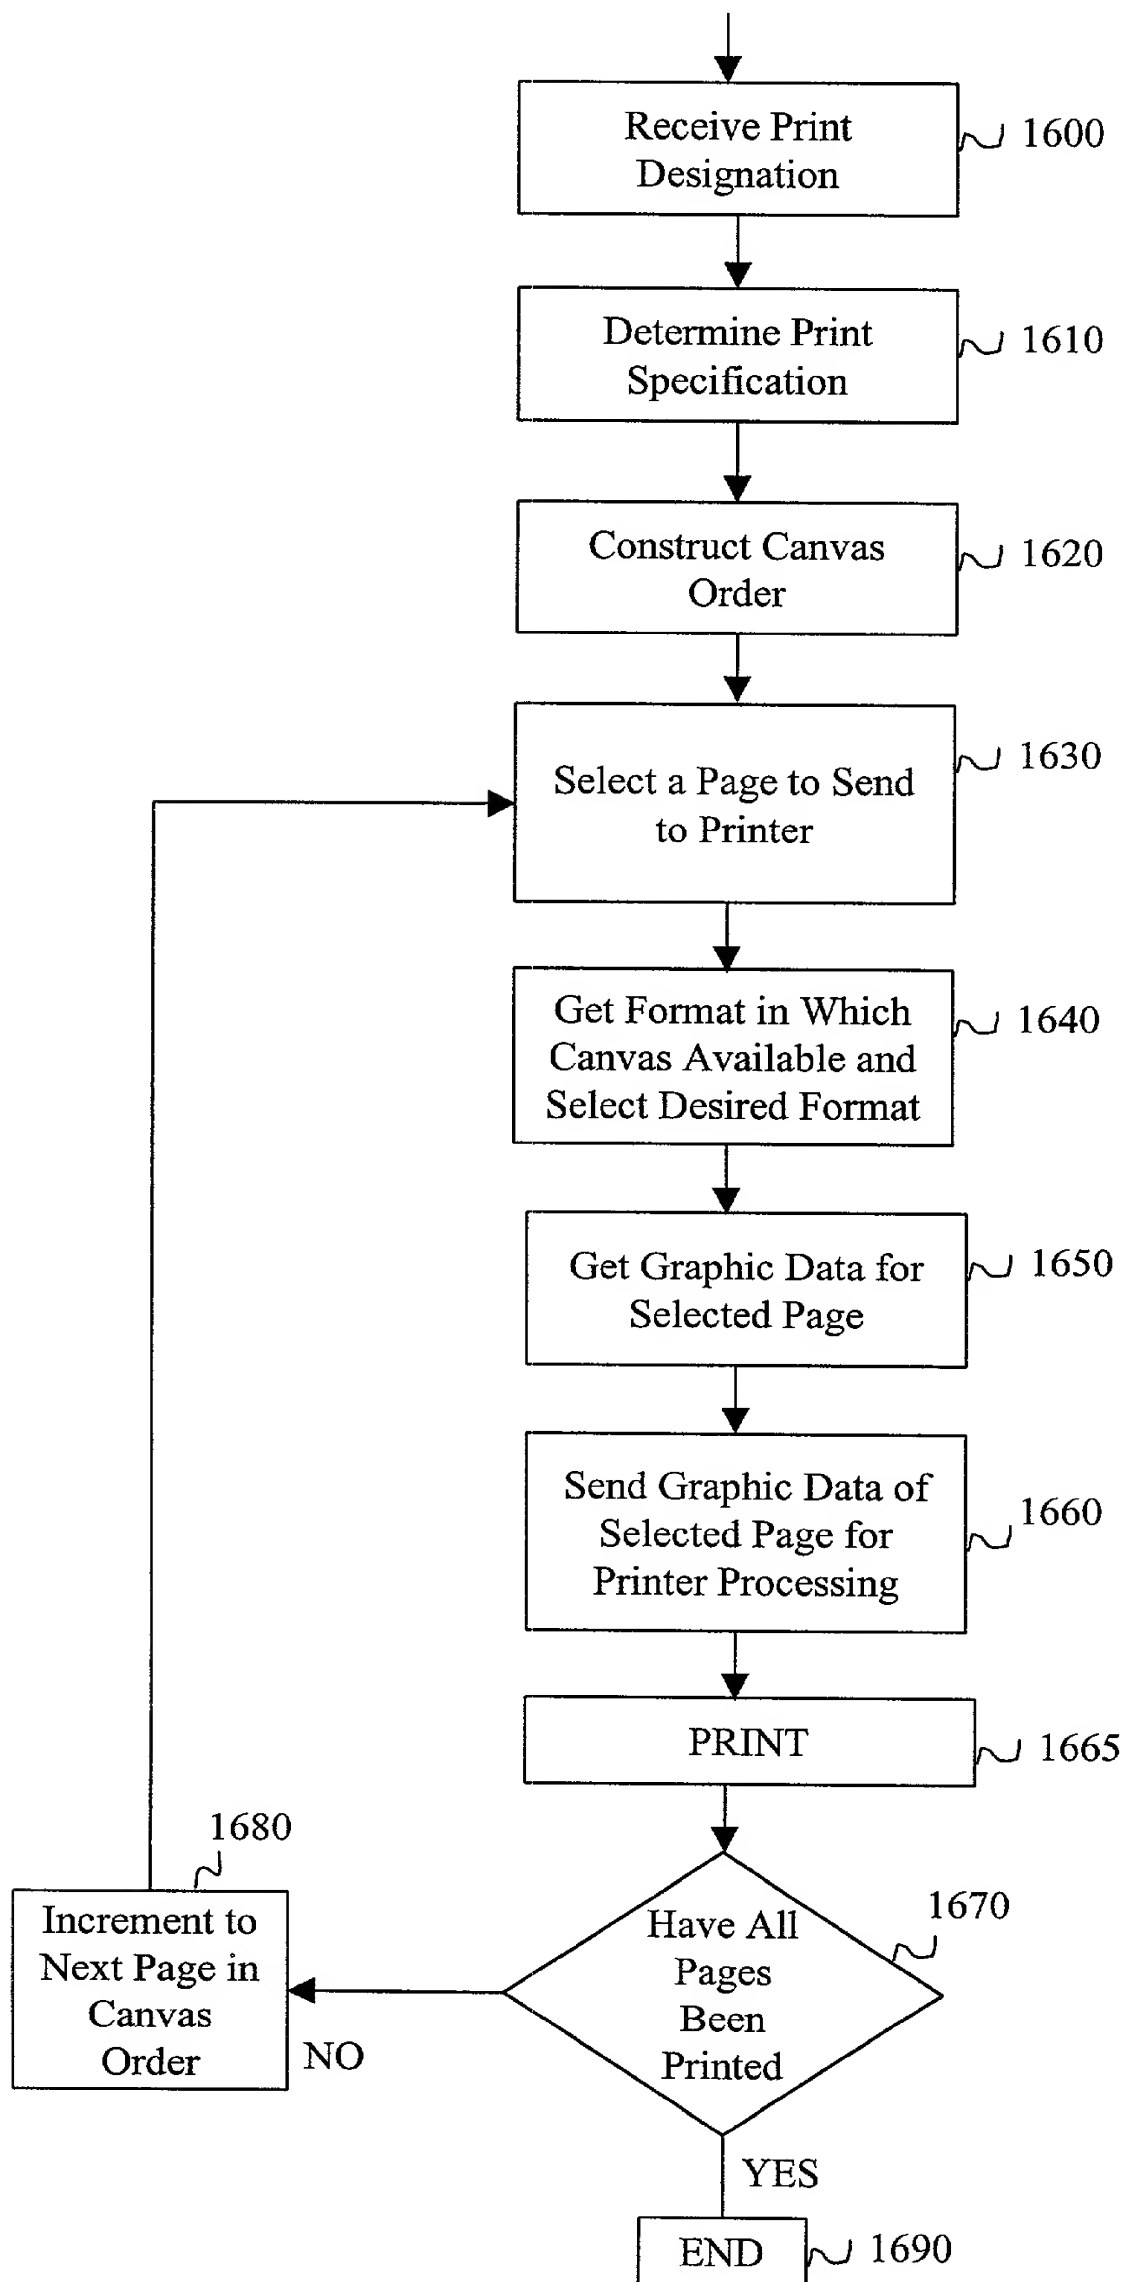 Receive Print
Designation
1600
Determine Print
Specification
1610
Construct Canvas
Order
1620
Select a Page to Send
to Printer
1630
Get Format in Which
Canvas Available and
Select Desired Format
1640
Get Graphic Data for
Selected Page
1650
Send Graphic Data of
Selected Page for
Printer Processing
1660
PRINT
1665
Have All
Pages
Been
Printed
1670
1680
Increment to
Next Page in
Canvas
Order
NO
YES
END
1690